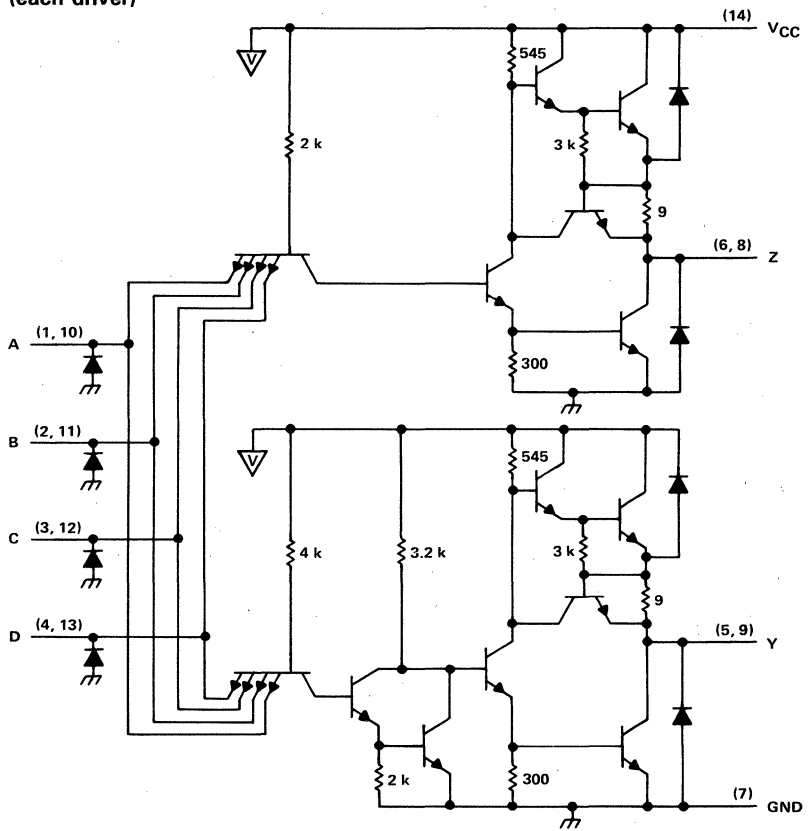 (each driver)
(14)
VCC
V
545
2 k
3 k
9
(6, 8)
Z
300
A
(1, 10)
B
(2, 11)
C
(3, 12)
D
(4, 13)
V
545
4 k
3.2 k
3 k
9
(5, 9)
Y
2 k
300
(7)
GND